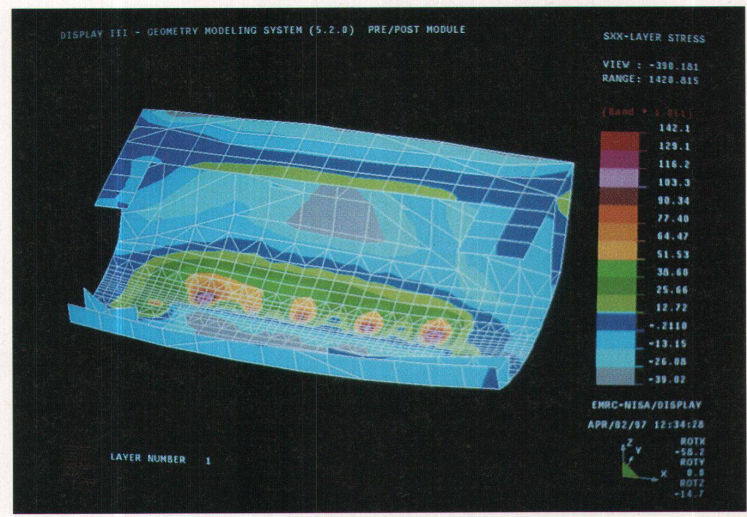 DISPLAY III - GEOMETRY MODELING SYSTEM (5.2.0) PRE/POST MODULE
SXX-LAYER STRESS
VIEW : -390.181
RANGE: 1420.815
(Band *
142.1
129.1
116.2
103.3
90.34
77.40
64.47
51.53
38.60
25.66
12.72
-.2110
-13.15
-26.08
-39.02
EMRC-NISA/DISPLAY
APR/02/97 12:34:28
ROTX
Z
Y
-58.2
ROTY
X
0.0
ROTZ
-14.7
LAYER NUMBER 1